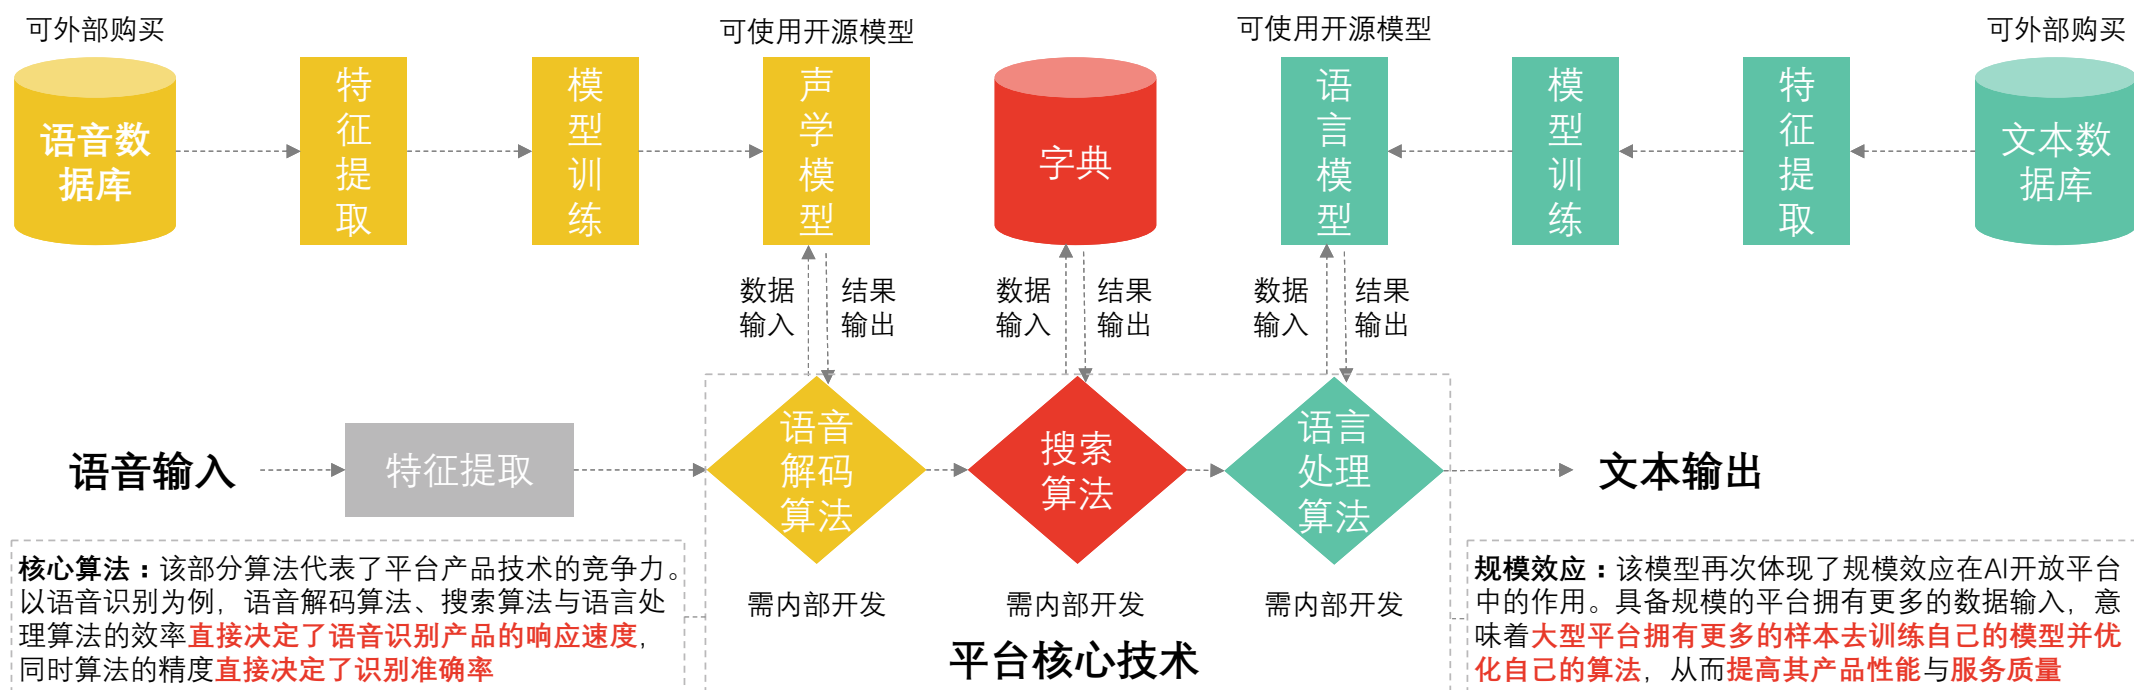 可外部购买
可使用开源模型
可使用开源模型
可外部购买
语音数
据库
特
征
提
取
模
型
训
练
声
学
模
型
字典
语
言
模
型
模
型
训
练
特
征
提
取
文本数
据库
数据
输入
结果
输出
数据
输入
结果
输出
数据
输入
结果
输出
语音输入
特征提取
语音
解码
算法
搜索
算法
语言
处理
算法
文本输出
需内部开发
需内部开发
需内部开发
平台核心技术
核心算法：该部分算法代表了平台产品技术的竞争力。
以语音识别为例，语音解码算法、搜索算法与语言处
理算法的效率直接决定了语音识别产品的响应速度，
同时算法的精度直接决定了识别准确率
规模效应：该模型再次体现了规模效应在AI开放平台
中的作用。具备规模的平台拥有更多的数据输入，意
味着大型平台拥有更多的样本去训练自己的模型并优
化自己的算法，从而提高其产品性能与服务质量